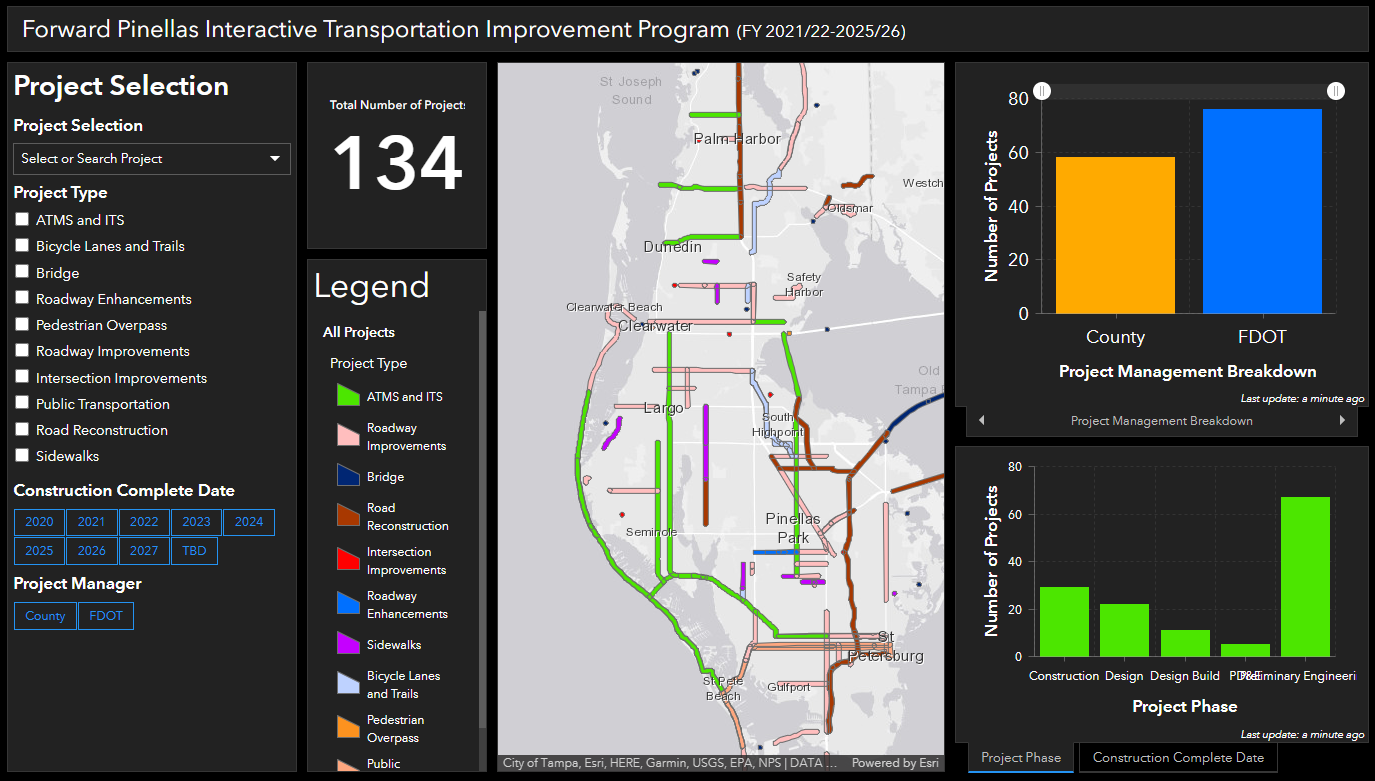 Forward Pinellas Interactive Transportation Improvement Program (FY 2021/22-2025/26)
Project Selection
Project Selection
Select or Search Project
Project Type
ATMS and ITS
Bicycle Lanes and Trails
Bridge
Roadway Enhancements
Pedestrian Overpass
Roadway Improvements
Intersection Improvements
Public Transportation
Road Reconstruction
Sidewalks
Construction Complete Date
2020 2021 2022 2023 2024
2025 2026 2027 TBD
Project Manager
County FDOT
Total Number of Projects
134
Legend
All Projects
Project Type
ATMS and ITS
Roadway
Improvements
Bridge
Road
Reconstruction
Intersection
Improvements
Roadway
Enhancements
Sidewalks
Bicycle Lanes
and Trails
Pedestrian
Overpass
Public
St Joseph
Sound
Palm Harbor
Westch
Oldsmar
Dunedin
Safety
Harbor
Clearwater Beach
Clearwater
Old
Tampa
Largo
South
Highpoint
Pinellas
Park
Seminole
St
Petersburg
St Pete
Beach
Gulfport
City of Tampa, Esri, HERE, Garmin, USGS, EPA, NPS | DATA ... Powered by Esri
Number of Projects
80
60
40
20
0
County FDOT
Project Management Breakdown
Last update: a minute ago
Project Management Breakdown
Number of Projects
80
60
40
20
0
Construction Design Design Build PD&E Preliminary Engineeri
Project Phase
Last update: a minute ago
Project Phase Construction Complete Date